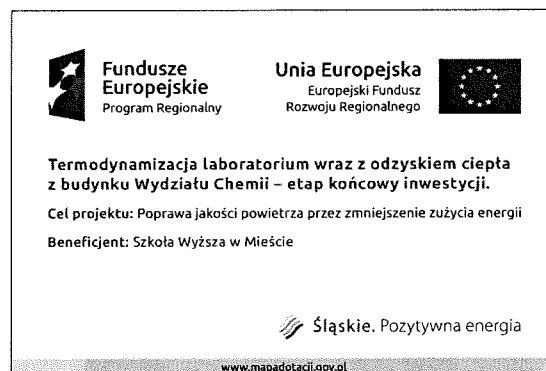 Fundusze
Europejskie
Program Regionalny
Unia Europejska
Europejski Fundusz
Rozwoju Regionalnego
Termodynamizacja laboratorium wraz z odzyskiem ciepła
z budynku Wydziału Chemii – etap końcowy inwestycji.
Cel projektu: Poprawa jakości powietrza przez zmniejszenie zużycia energii
Beneficjent: Szkoła Wyższa w Mieście
Śląskie. Pozytywna energia
www.mapadotacji.gov.pl